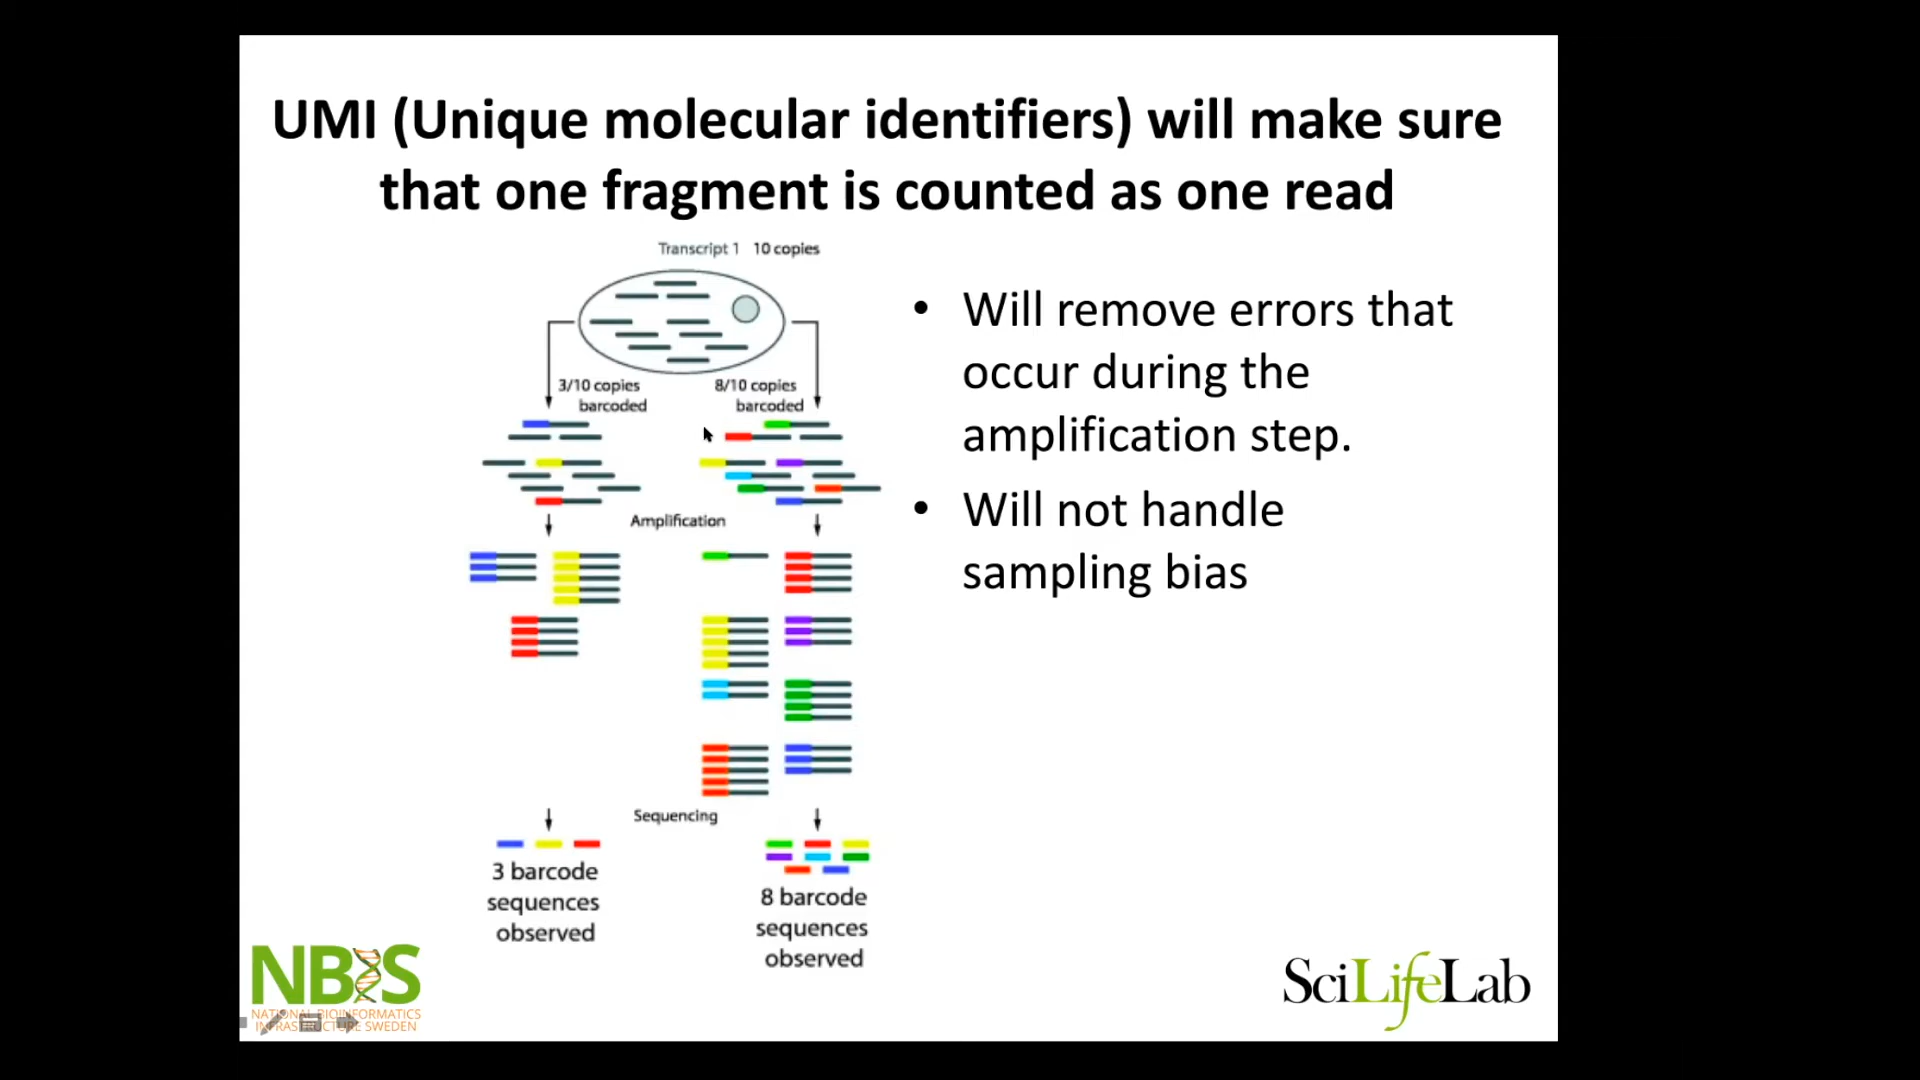 UMI (Unique molecular identifiers) will make sure
that one fragment is counted as one read
Transcript 1 10 copies
3/10 copies
barcoded
8/10 copies
barcoded
Amplification
Sequencing
3 barcode
sequences
observed
8 barcode
sequences
observed
• Will remove errors that
occur during the
amplification step.
• Will not handle
sampling bias
NBIS
NATIONAL BIOINFORMATICS
INFRASTRUCTURE SWEDEN
SciLifeLab